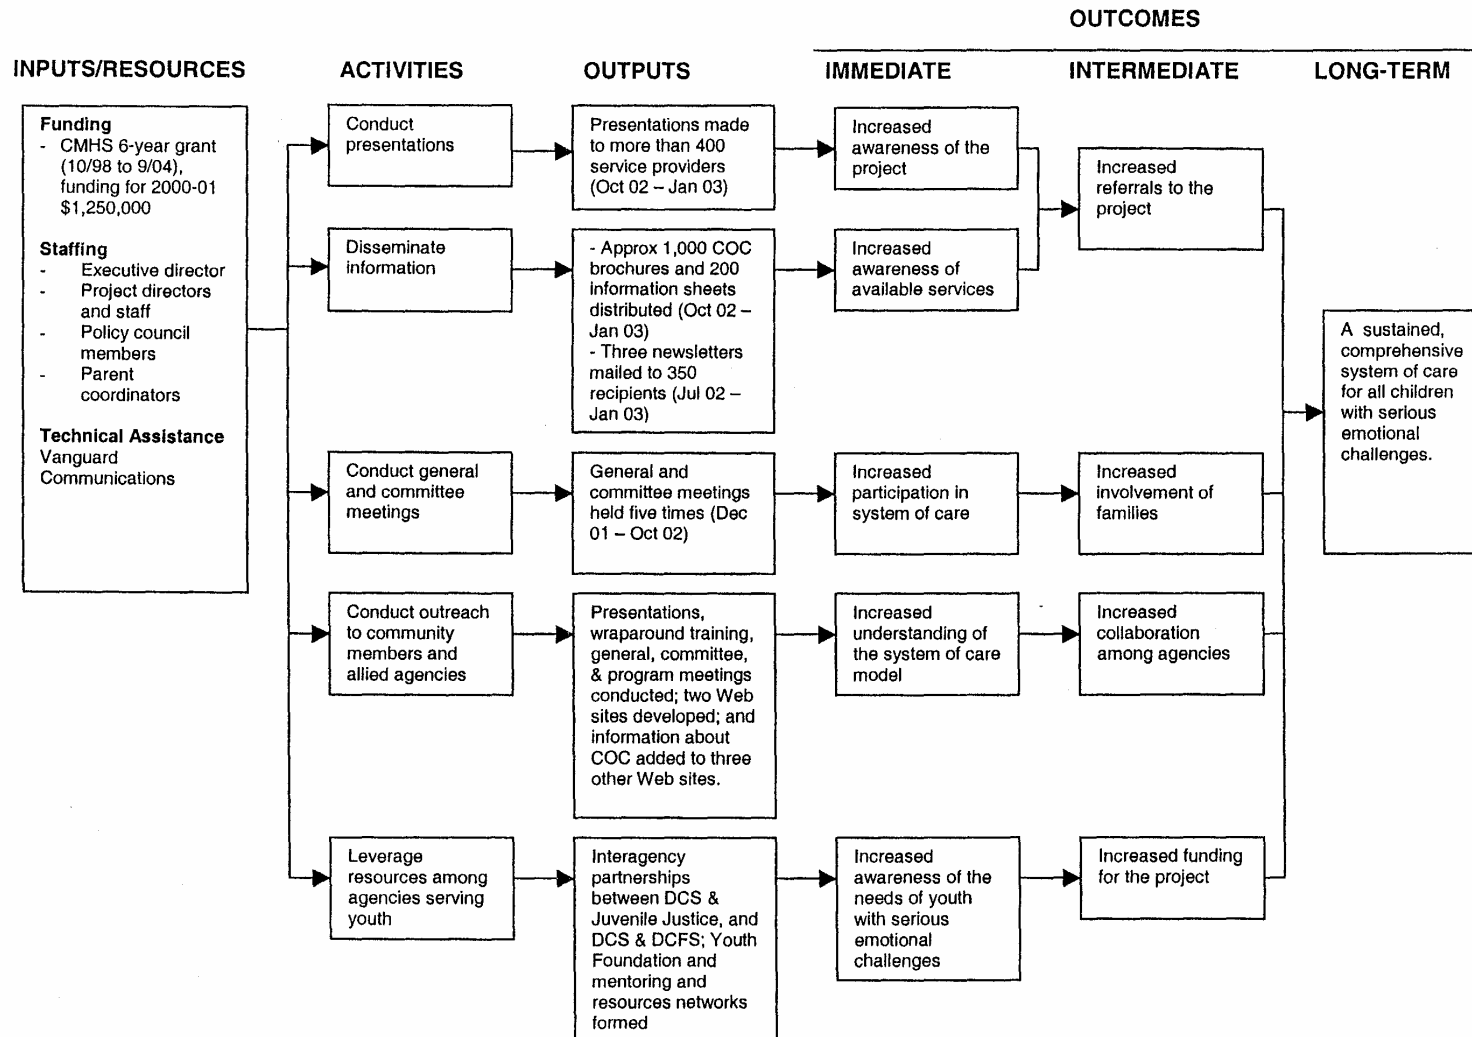 OUTCOMES
INPUTS/RESOURCES
ACTIVITIES
OUTPUTS
IMMEDIATE
INTERMEDIATE
LONG-TERM
Funding
- CMHS 6-year grant
(10/98 to 9/04),
funding for 2000-01
$1,250,000
Staffing
- Executive director
- Project directors
and staff
- Policy council
members
- Parent
coordinators
Technical Assistance
Vanguard
Communications
Conduct
presentations
Presentations made
to more than 400
service providers
(Oct 02 – Jan 03)
Increased
awareness of the
project
Increased
referrals to the
project
Disseminate
information
- Approx 1,000 COC
brochures and 200
information sheets
distributed (Oct 02 –
Jan 03)
- Three newsletters
mailed to 350
recipients (Jul 02 –
Jan 03)
Increased
awareness of
available services
A sustained,
comprehensive
system of care
for all children
with serious
emotional
challenges.
Conduct general
and committee
meetings
General and
committee meetings
held five times (Dec
01 – Oct 02)
Increased
participation in
system of care
Increased
involvement of
families
Conduct outreach
to community
members and
allied agencies
Presentations,
wraparound training,
general, committee,
& program meetings
conducted; two Web
sites developed; and
information about
COC added to three
other Web sites.
Increased
understanding of
the system of care
model
Increased
collaboration
among agencies
Leverage
resources among
agencies serving
youth
Interagency
partnerships
between DCS &
Juvenile Justice, and
DCS & DCFS; Youth
Foundation and
mentoring and
resources networks
formed
Increased
awareness of the
needs of youth
with serious
emotional
challenges
Increased funding
for the project